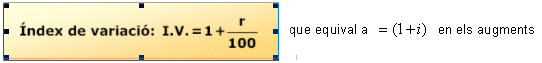 Índex de variació: I.V. = 1 + r/100 que equival a = (1+i) en els augments